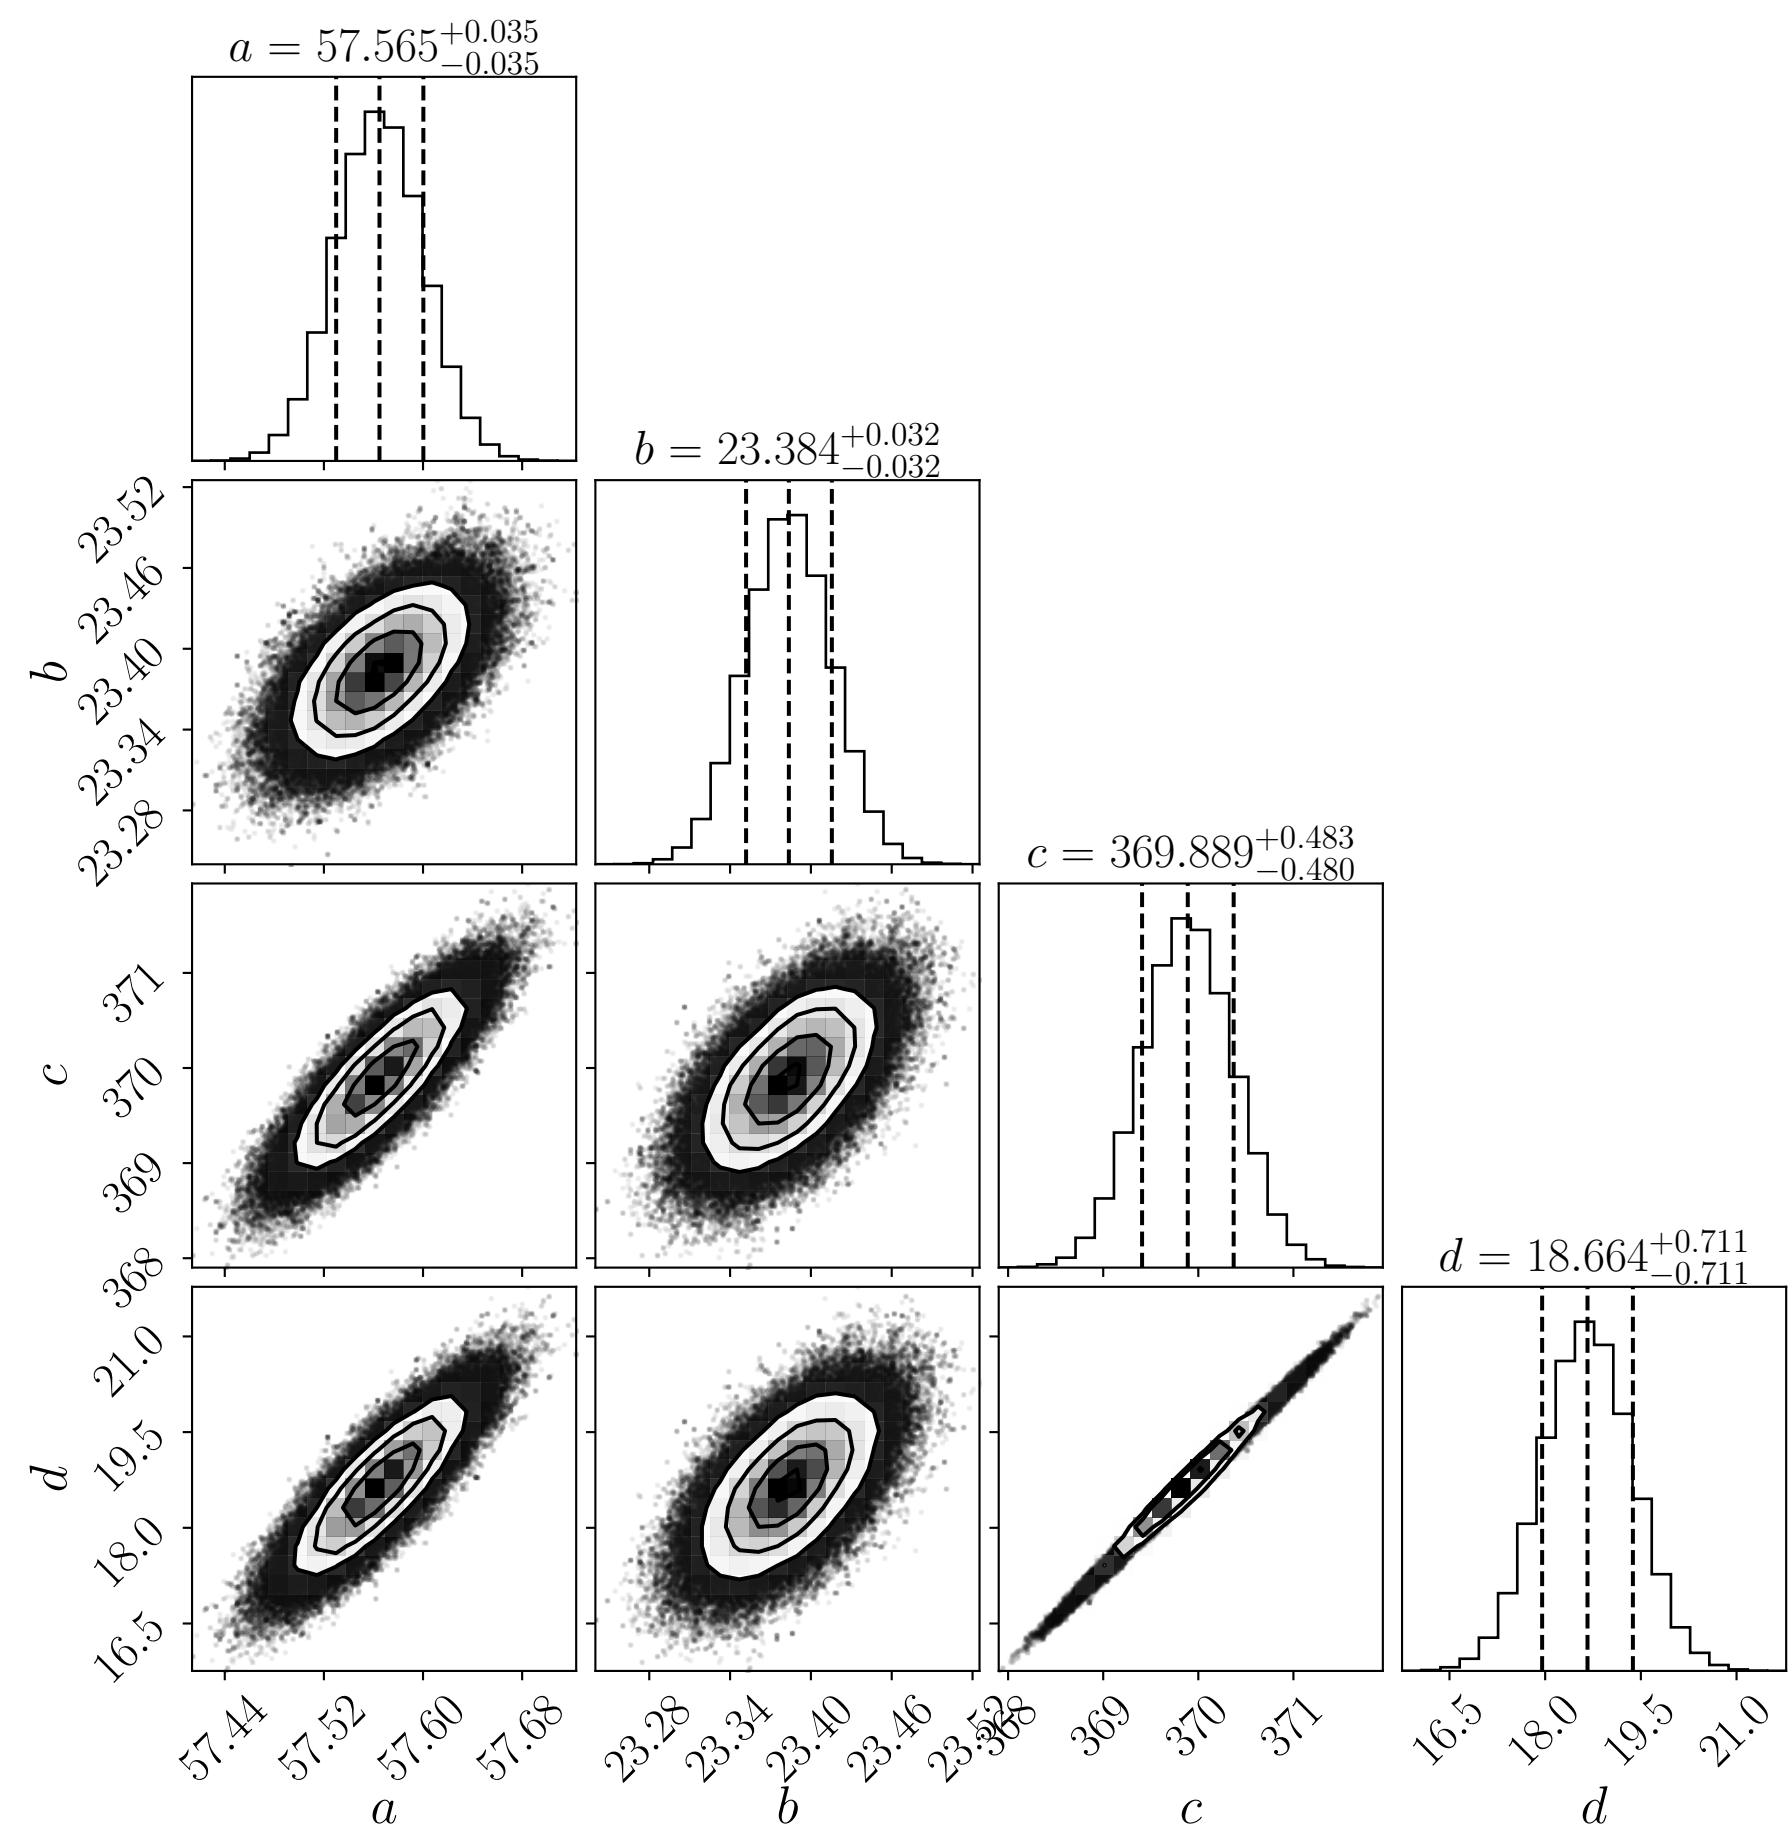 a = 57.565+0.035−0.035
b = 23.384+0.032−0.032
c = 369.889+0.483−0.480
d = 18.664+0.711−0.711
23.52
23.46
23.40
23.34
23.28
b
371
370
369
368
c
21.0
19.5
18.0
16.5
d
57.44 57.52 57.60 57.68
23.28 23.34 23.40 23.46 23.52
368 369 370 371
16.5 18.0 19.5 21.0
a b c d